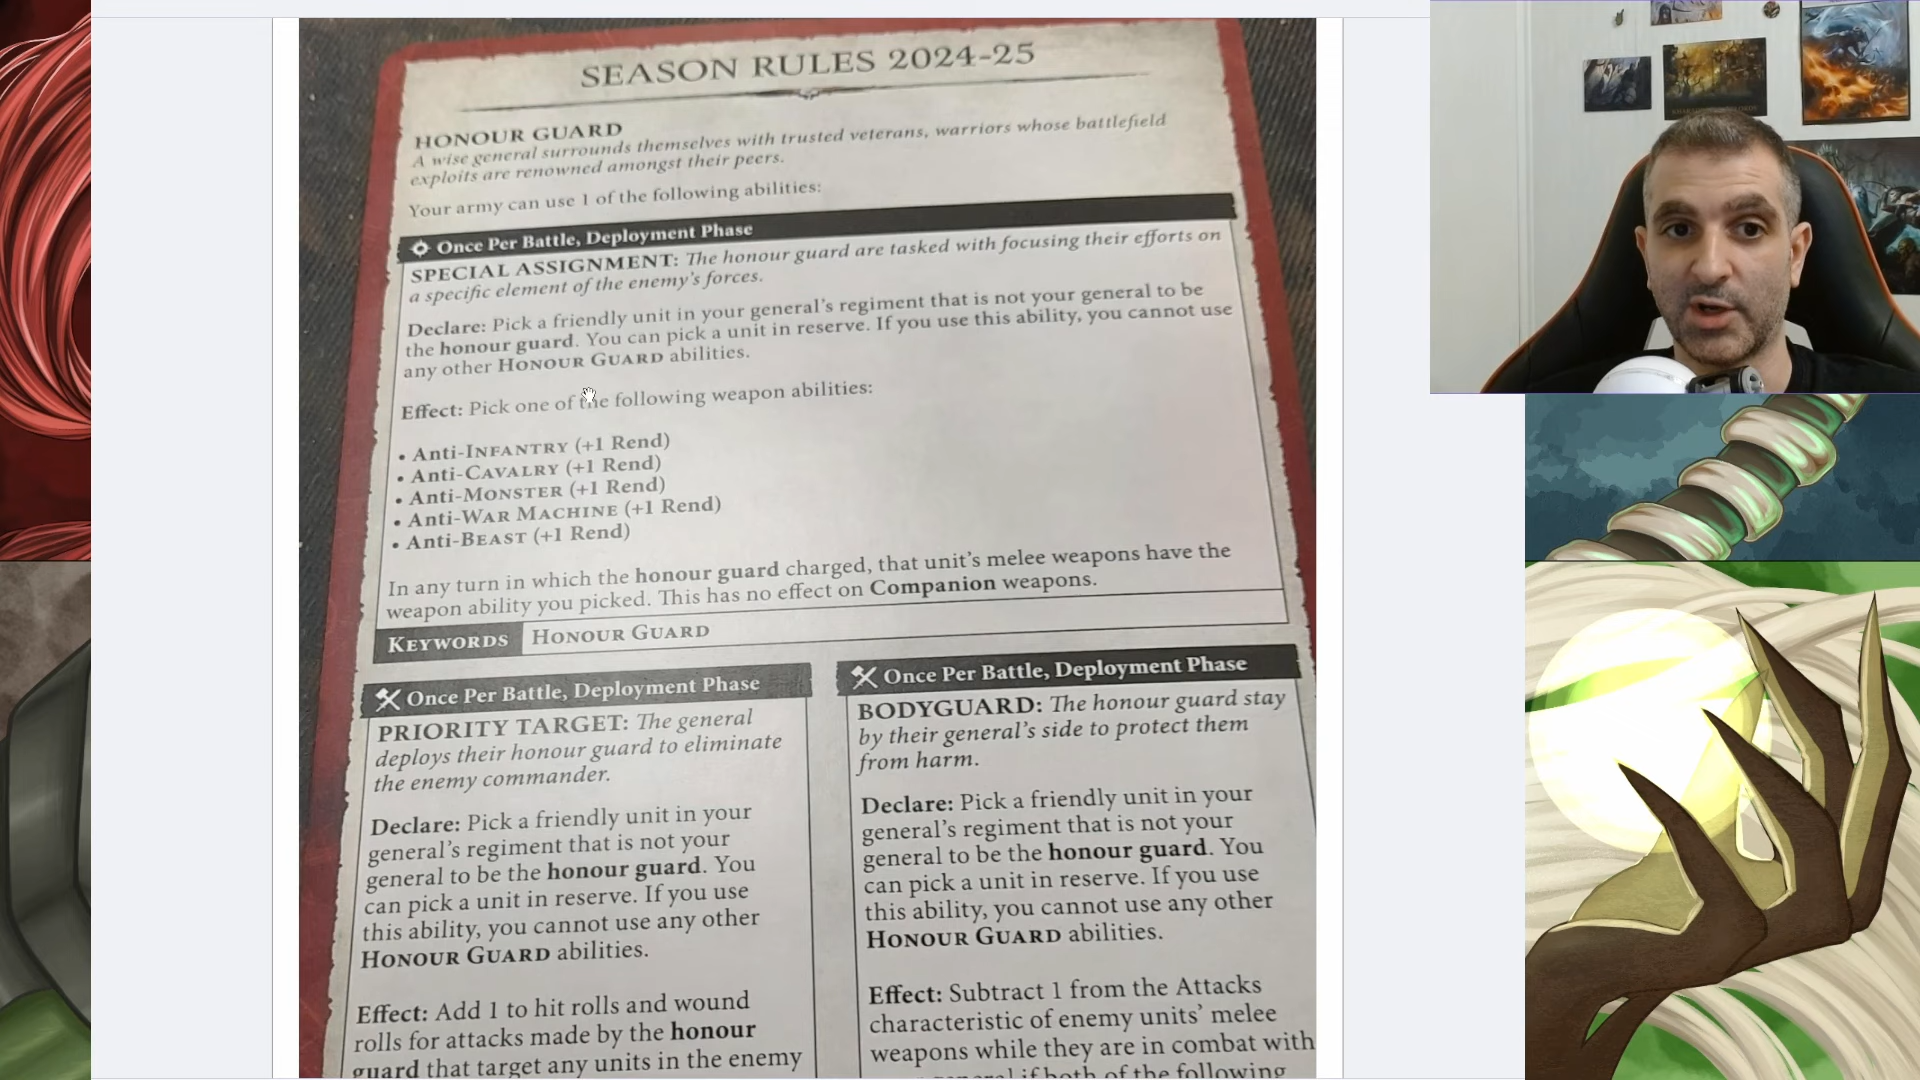 SEASON RULES 2024-25
HONOUR GUARD
A wise general surrounds themselves with trusted veterans, warriors whose battlefield
exploits are renowned amongst their peers.
Your army can use 1 of the following abilities:
Once Per Battle, Deployment Phase
SPECIAL ASSIGNMENT: The honour guard are tasked with focusing their efforts on
a specific element of the enemy's forces.
Declare: Pick a friendly unit in your general's regiment that is not your general to be
the honour guard. You can pick a unit in reserve. If you use this ability, you cannot use
any other HONOUR GUARD abilities.
Effect: Pick one of the following weapon abilities:
• Anti-INFANTRY (+1 Rend)
• Anti-CAVALRY (+1 Rend)
• Anti-MONSTER (+1 Rend)
• Anti-WAR MACHINE (+1 Rend)
• Anti-BEAST (+1 Rend)
In any turn in which the honour guard charged, that unit's melee weapons have the
weapon ability you picked. This has no effect on Companion weapons.
KEYWORDS HONOUR GUARD
Once Per Battle, Deployment Phase
PRIORITY TARGET: The general
deploys their honour guard to eliminate
the enemy commander.
Declare: Pick a friendly unit in your
general's regiment that is not your
general to be the honour guard. You
can pick a unit in reserve. If you use
this ability, you cannot use any other
HONOUR GUARD abilities.
Effect: Add 1 to hit rolls and wound
rolls for attacks made by the honour
guard that target any units in the enemy
Once Per Battle, Deployment Phase
BODYGUARD: The honour guard stay
by their general's side to protect them
from harm.
Declare: Pick a friendly unit in your
general's regiment that is not your
general to be the honour guard. You
can pick a unit in reserve. If you use
this ability, you cannot use any other
HONOUR GUARD abilities.
Effect: Subtract 1 from the Attacks
characteristic of enemy units' melee
weapons while they are in combat with
if both of the following